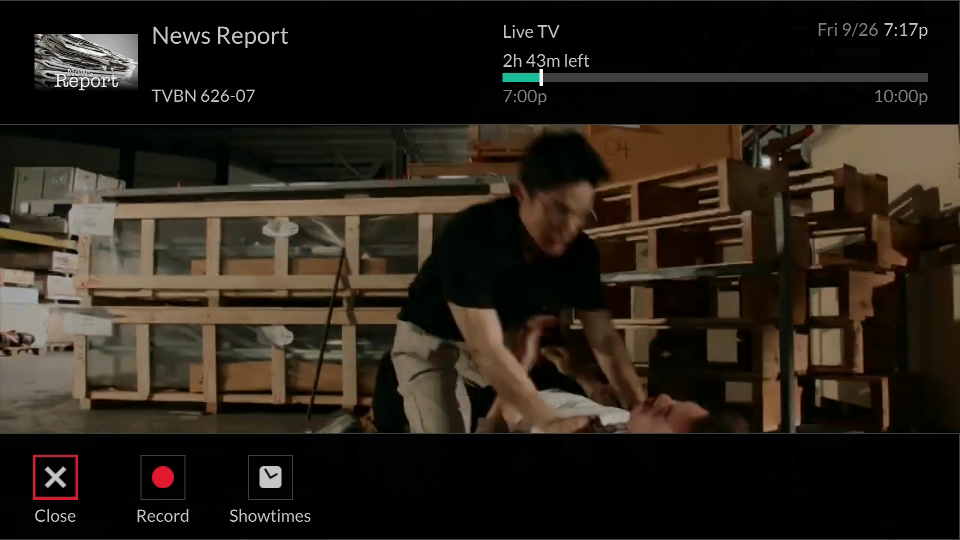 Report
News Report
TVBN 626-07
Live TV
2h 43m left
7:00p
10:00p
Fri 9/26 7:17p
Close
Record
Showtimes